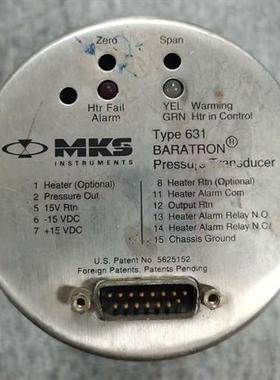 Zero Span
Htr Fail
Alarm
YEL Warming
GRN Htr in Control
MKS
INSTRUMENTS
Type 631
BARATRON®
Pressure Transducer
1 Heater (Optional)
2 Pressure Out
5 15V Rtn
6 -15 VDC
7 +15 VDC
8 Heater Rtn (Optional)
11 Heater Alarm Com
12 Output Rtn
13 Heater Alarm Relay N.O.
14 Heater Alarm Relay N.C.
15 Chassis Ground
U.S. Patent No. 5625152
Foreign Patents, Patents Pending